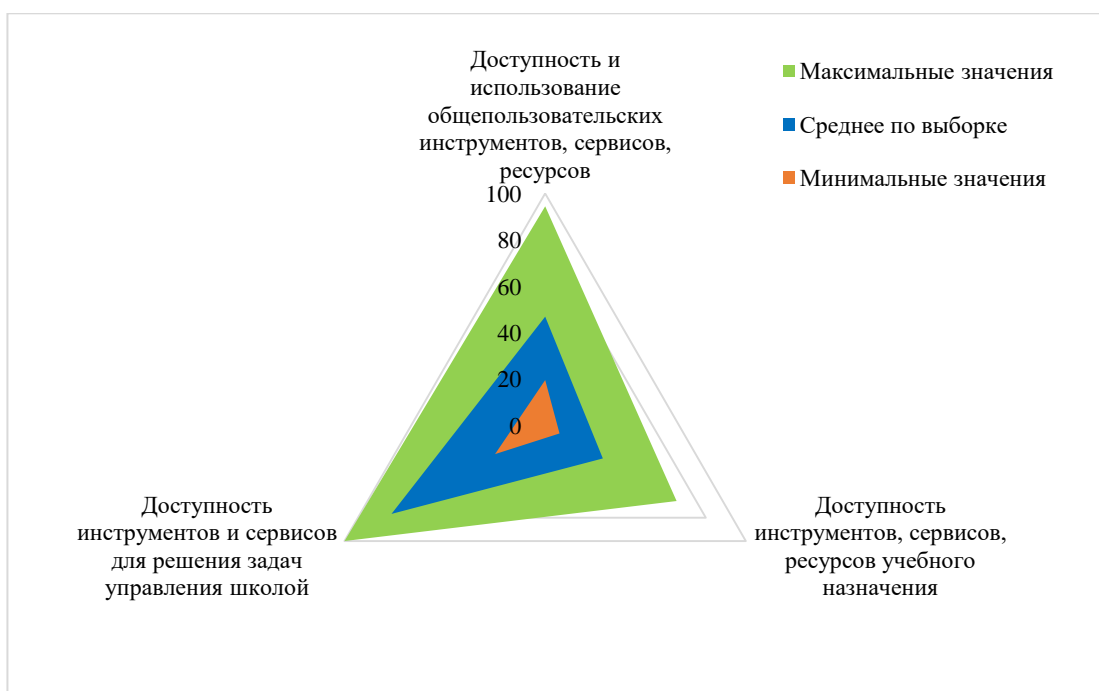 Доступность и
использование
общепользовательских
инструментов, сервисов,
ресурсов
Максимальные значения
Среднее по выборке
Минимальные значения
100
80
60
40
20
0
Доступность
инструментов и сервисов
для решения задач
управления школой
Доступность
инструментов, сервисов,
ресурсов учебного
назначения